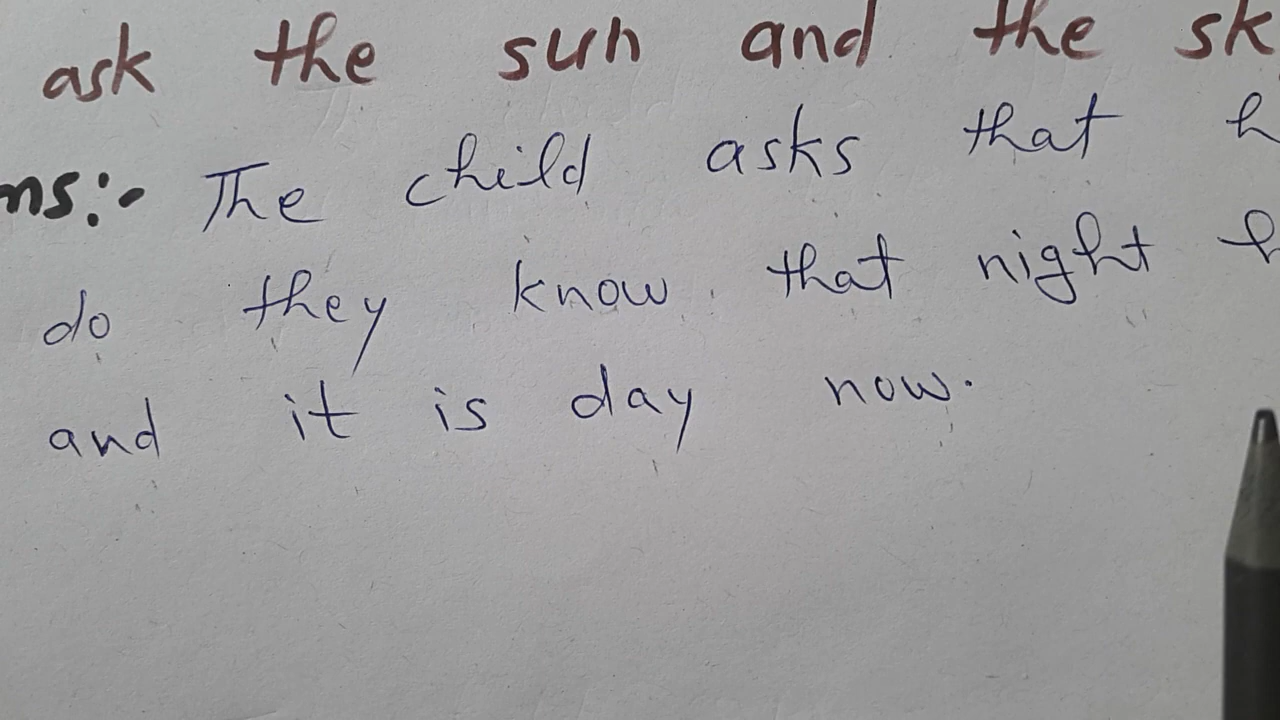 ask the sun and the sk
ns:- The child asks that h
do they know that night h
and it is day now.